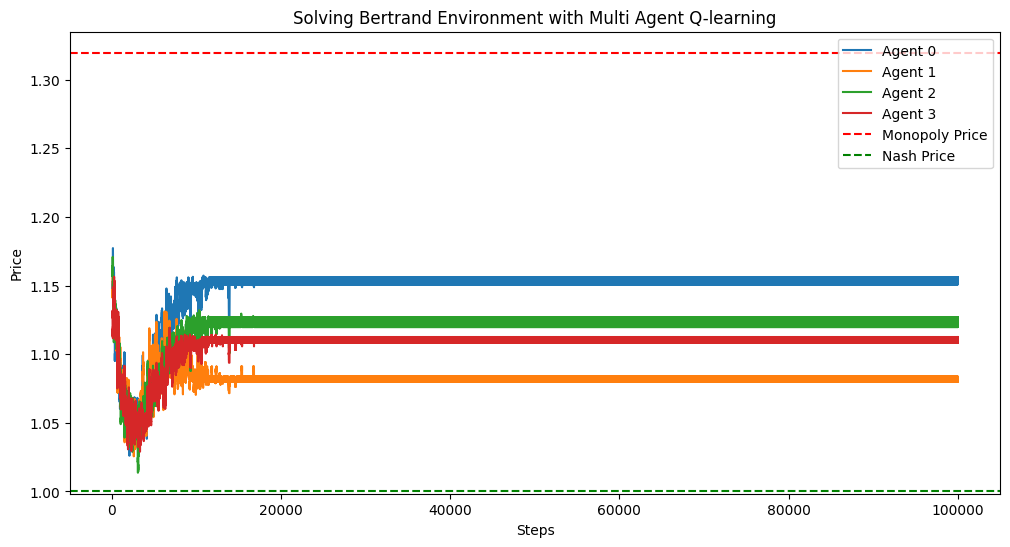 Solving Bertrand Environment with Multi Agent Q-learning
Agent 0
Agent 1
Agent 2
Agent 3
Monopoly Price
Nash Price
Price
1.30
1.25
1.20
1.15
1.10
1.05
1.00
0
20000
40000
60000
80000
100000
Steps